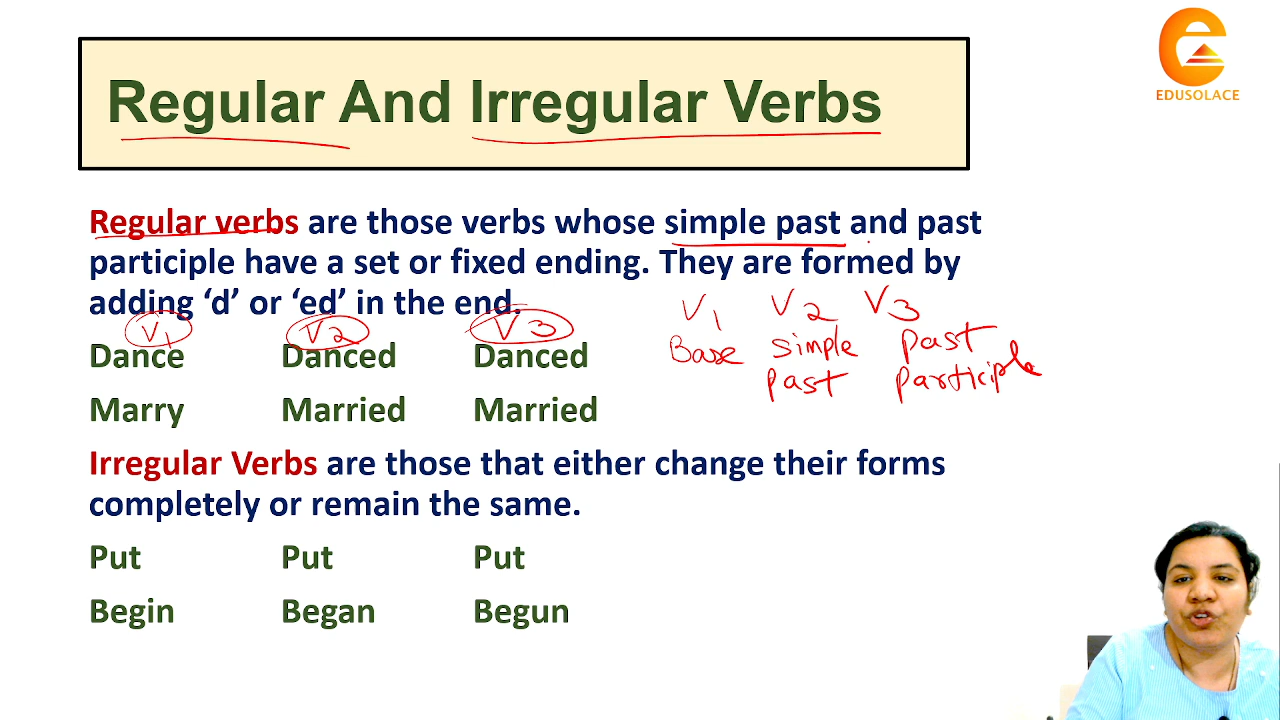 EDUSOLACE
Regular And Irregular Verbs
Regular verbs are those verbs whose simple past and past
participle have a set or fixed ending. They are formed by
adding ‘d’ or ‘ed’ in the end.
V1 V2 V3
V1 V2 V3
Dance Danced Danced
Base simple past past participle
Marry Married Married
Irregular Verbs are those that either change their forms
completely or remain the same.
Put Put Put
Begin Began Begun